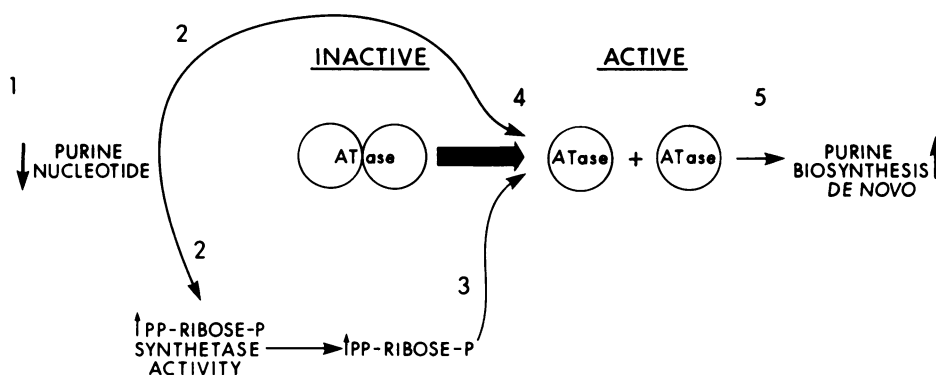 2
INACTIVE
ACTIVE
1
4
5
PURINE
NUCLEOTIDE
ATase
ATase + ATase
PURINE
BIOSYNTHESIS
DE NOVO
2
3
PP-RIBOSE-P
SYNTHETASE
ACTIVITY
PP-RIBOSE-P